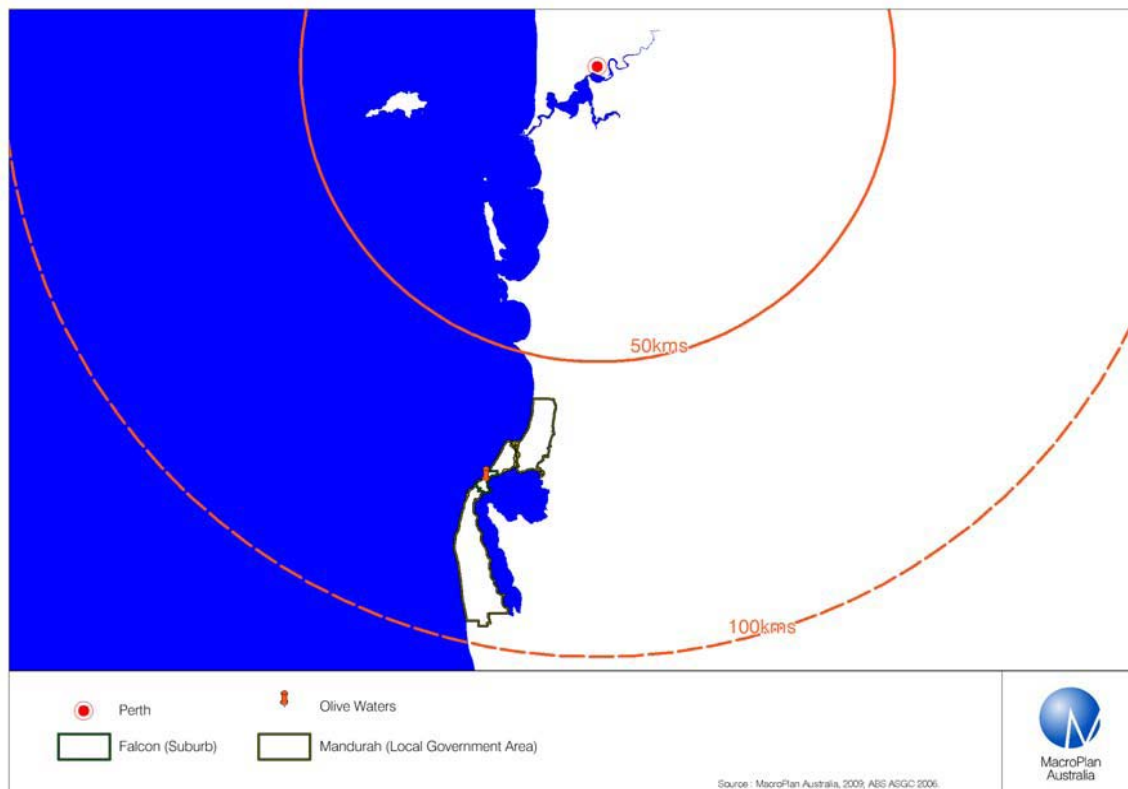 50kms
100kms
Perth
Olive Waters
Falcon (Suburb)
Mandurah (Local Government Area)
Source : MacroPlan Australia, 2009; ABS ASGC 2006.
MacroPlan
Australia